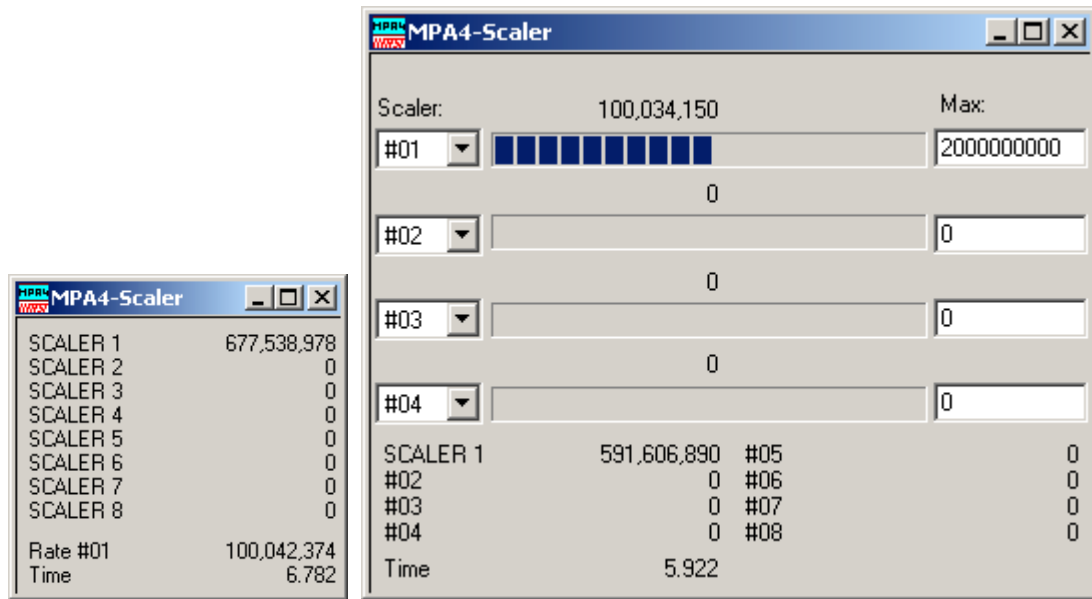 MPA4-Scaler
SCALER 1 677,538,978
SCALER 2 0
SCALER 3 0
SCALER 4 0
SCALER 5 0
SCALER 6 0
SCALER 7 0
SCALER 8 0
Rate #01 100,042,374
Time 6.782
MPA4-Scaler
Scaler: 100,034,150 Max:
#01 2000000000
0
#02 0
0
#03 0
0
#04 0
SCALER 1 591,606,890 #05 0
#02 0 #06 0
#03 0 #07 0
#04 0 #08 0
Time 5.922